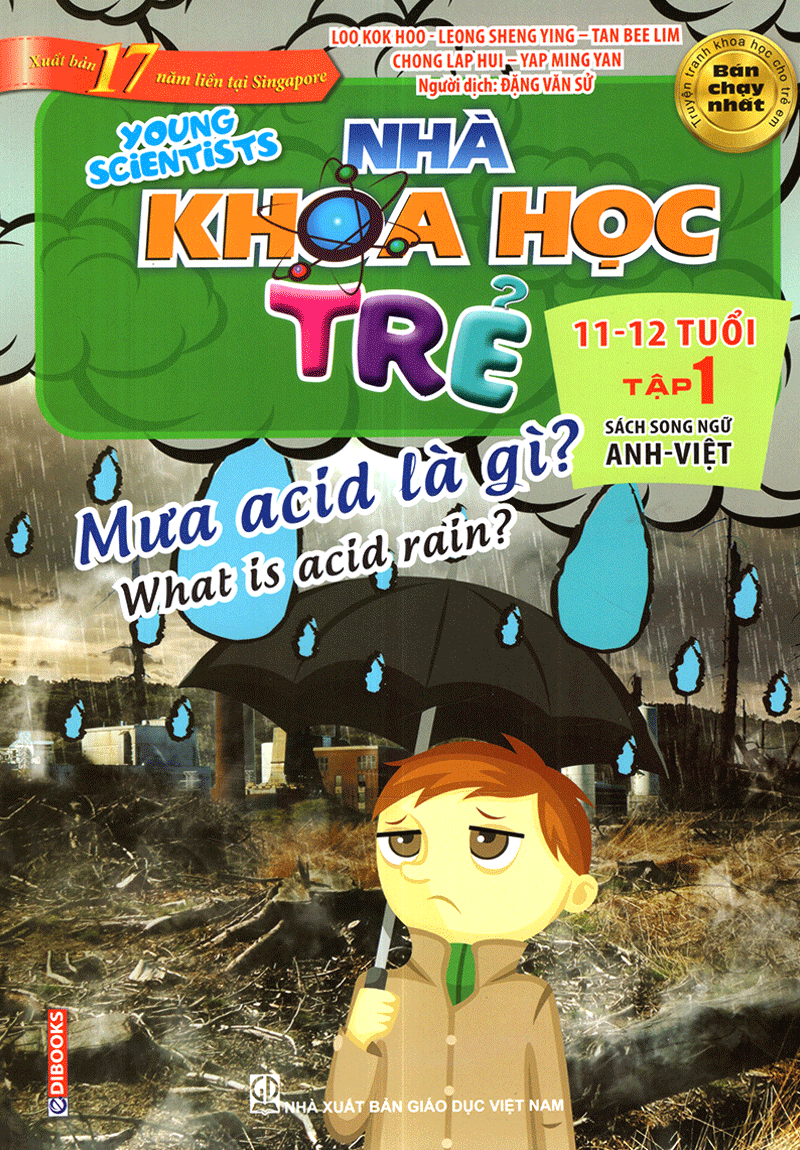 LOO KOK HOO - LEONG SHENG YING – TAN BEE LIM
CHONG LAP HUI – YAP MING YAN
Người dịch: ĐẶNG VĂN SỬ
Xuất bản 17 năm liền tại Singapore
Truyện tranh khoa học cho trẻ em
Bán
chạy
nhất
YOUNG
SCiENTiSTS
NHÀ
KHOA HỌC
TRẺ
11-12 TUỔI
TẬP 1
SÁCH SONG NGỮ
ANH-VIỆT
Mưa acid là gì?
What is acid rain?
eDIBOOKS
GD
NHÀ XUẤT BẢN GIÁO DỤC VIỆT NAM